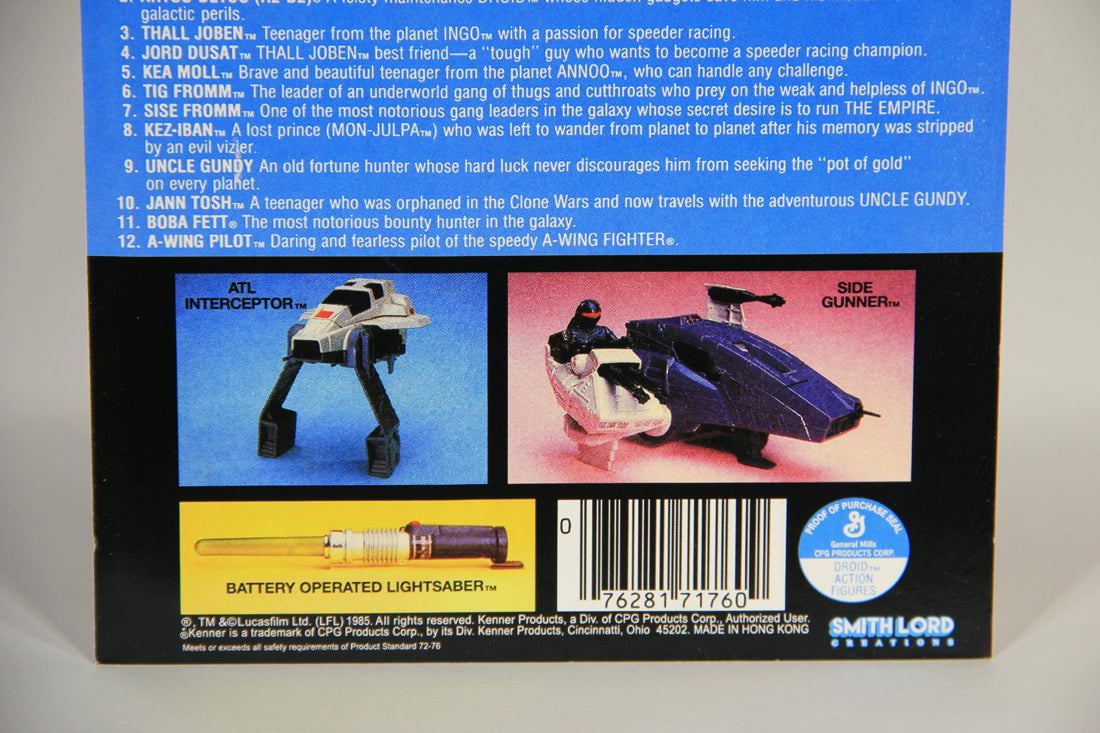 galactic perils.
3. THALL JOBEN™ Teenager from the planet INGO™ with a passion for speeder racing.
4. JORD DUSAT™ THALL JOBEN™ best friend—a "tough" guy who wants to become a speeder racing champion.
5. KEA MOLL™ Brave and beautiful teenager from the planet ANNOO™, who can handle any challenge.
6. TIG FROMM™ The leader of an underworld gang of thugs and cutthroats who prey on the weak and helpless of INGO™.
7. SISE FROMM™ One of the most notorious gang leaders in the galaxy whose secret desire is to run THE EMPIRE.
8. KEZ-IBAN™ A lost prince (MON-JULPA™) who was left to wander from planet to planet after his memory was stripped
by an evil vizier.
9. UNCLE GUNDY An old fortune hunter whose hard luck never discourages him from seeking the "pot of gold"
on every planet.
10. JANN TOSH™ A teenager who was orphaned in the Clone Wars and now travels with the adventurous UNCLE GUNDY.
11. BOBA FETT® The most notorious bounty hunter in the galaxy.
12. A-WING PILOT™ Daring and fearless pilot of the speedy A-WING FIGHTER®.
ATL
INTERCEPTOR™
SIDE
GUNNER™
BATTERY OPERATED LIGHTSABER™
0
76281 71760
PROOF OF PURCHASE SEAL
G
General Mills
CPG PRODUCTS CORP.
DROID™
ACTION
FIGURES
®, TM &©Lucasfilm Ltd. (LFL) 1985. All rights reserved. Kenner Products, a Div. of CPG Products Corp., Authorized User.
Kenner is a trademark of CPG Products Corp., by its Div. Kenner Products, Cincinnati, Ohio 45202. MADE IN HONG KONG
Meets or exceeds all safety requirements of Product Standard 72-76
SMITH LORD
CREATIONS